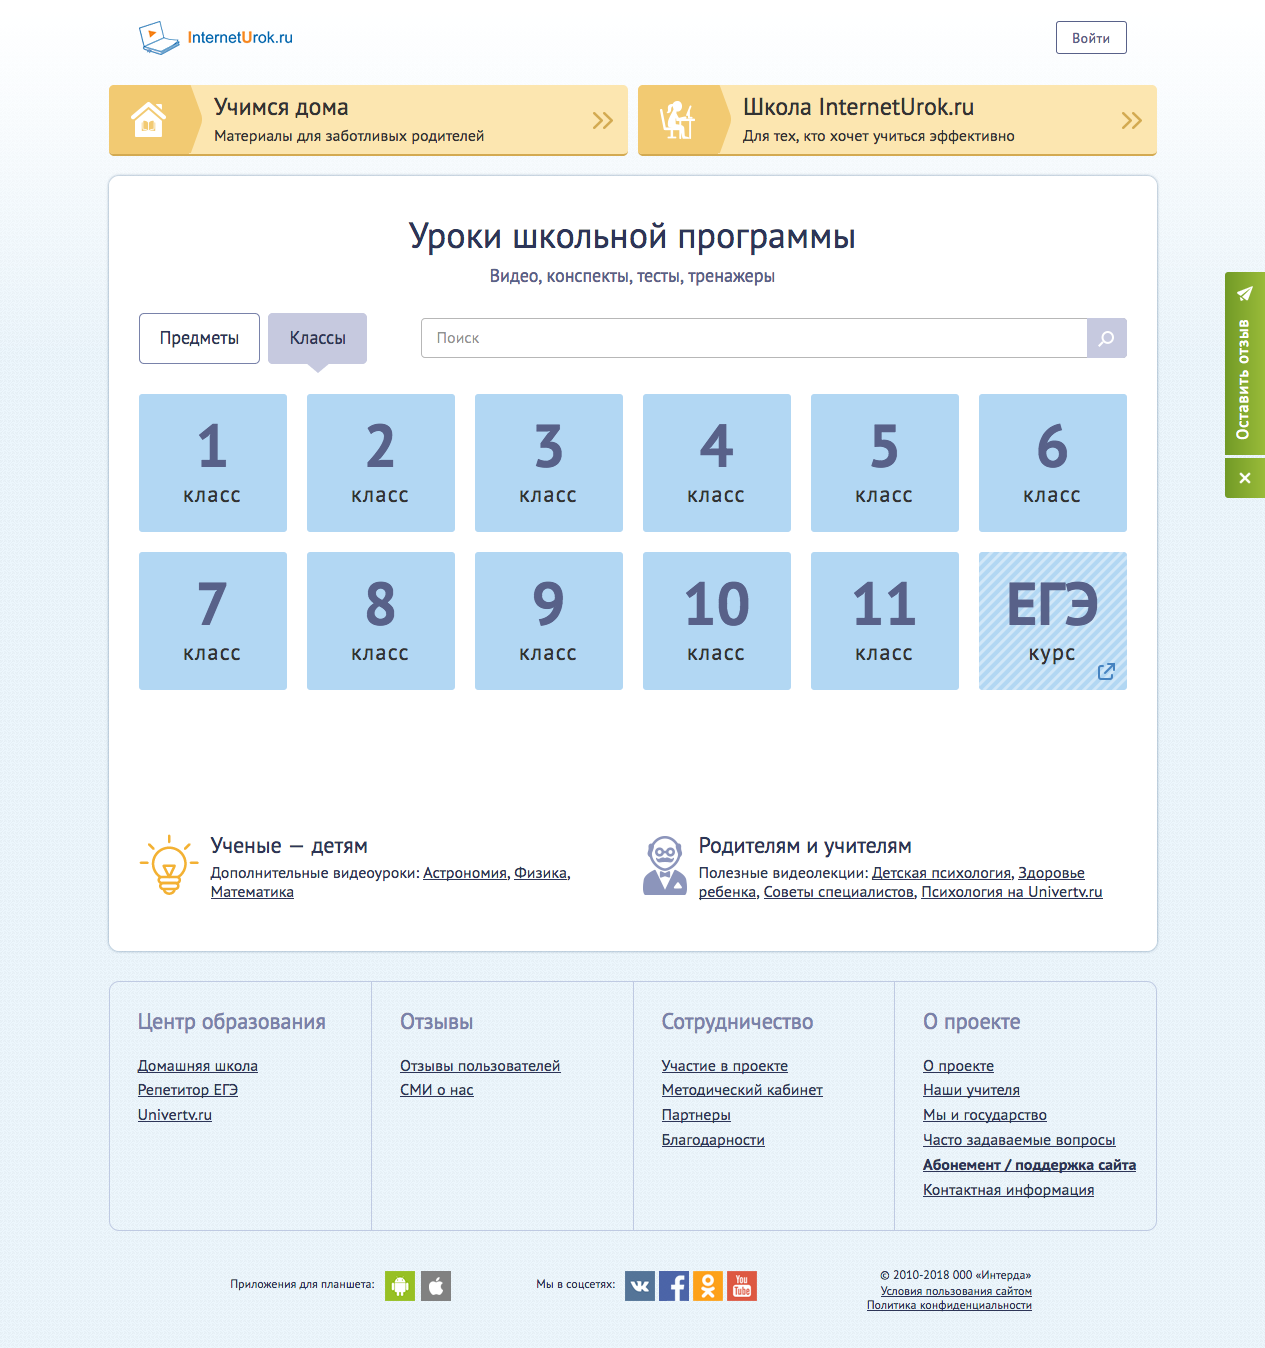 InternetUrok.ru
Войти
Учимся дома
Материалы для заботливых родителей
Школа InternetUrok.ru
Для тех, кто хочет учиться эффективно
Уроки школьной программы
Видео, конспекты, тесты, тренажеры
Предметы
Классы
Поиск
Оставить отзыв
1
класс
2
класс
3
класс
4
класс
5
класс
6
класс
7
класс
8
класс
9
класс
10
класс
11
класс
ЕГЭ
курс
Ученые — детям
Дополнительные видеоуроки: Астрономия, Физика,
Математика
Родителям и учителям
Полезные видеолекции: Детская психология, Здоровье
ребенка, Советы специалистов, Психология на Univertv.ru
Центр образования
Домашняя школа
Репетитор ЕГЭ
Univertv.ru
Отзывы
Отзывы пользователей
СМИ о нас
Сотрудничество
Участие в проекте
Методический кабинет
Партнеры
Благодарности
О проекте
О проекте
Наши учителя
Мы и государство
Часто задаваемые вопросы
Абонемент / поддержка сайта
Контактная информация
Приложения для планшета:
Мы в соцсетях:
You
Tube
© 2010-2018 ООО «Интерда»
Условия пользования сайтом
Политика конфиденциальности